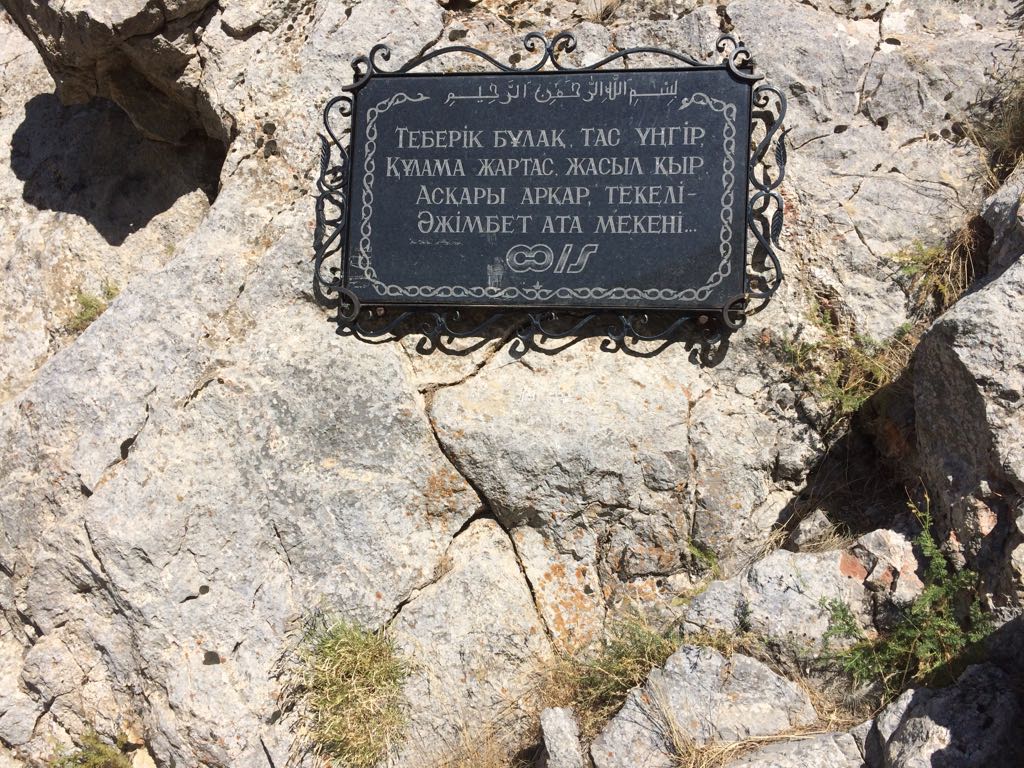 بسم الله الرحمن الرحيم
ТЕБЕРІК БҰЛАҚ, ТАС ҮҢГІР,
ҚҰЛАМА ЖАРТАС, ЖАСЫЛ ҚЫР.
АСҚАРЫ АРҚАР, ТЕКЕЛІ-
ӘЖІМБЕТ АТА МЕКЕНІ...